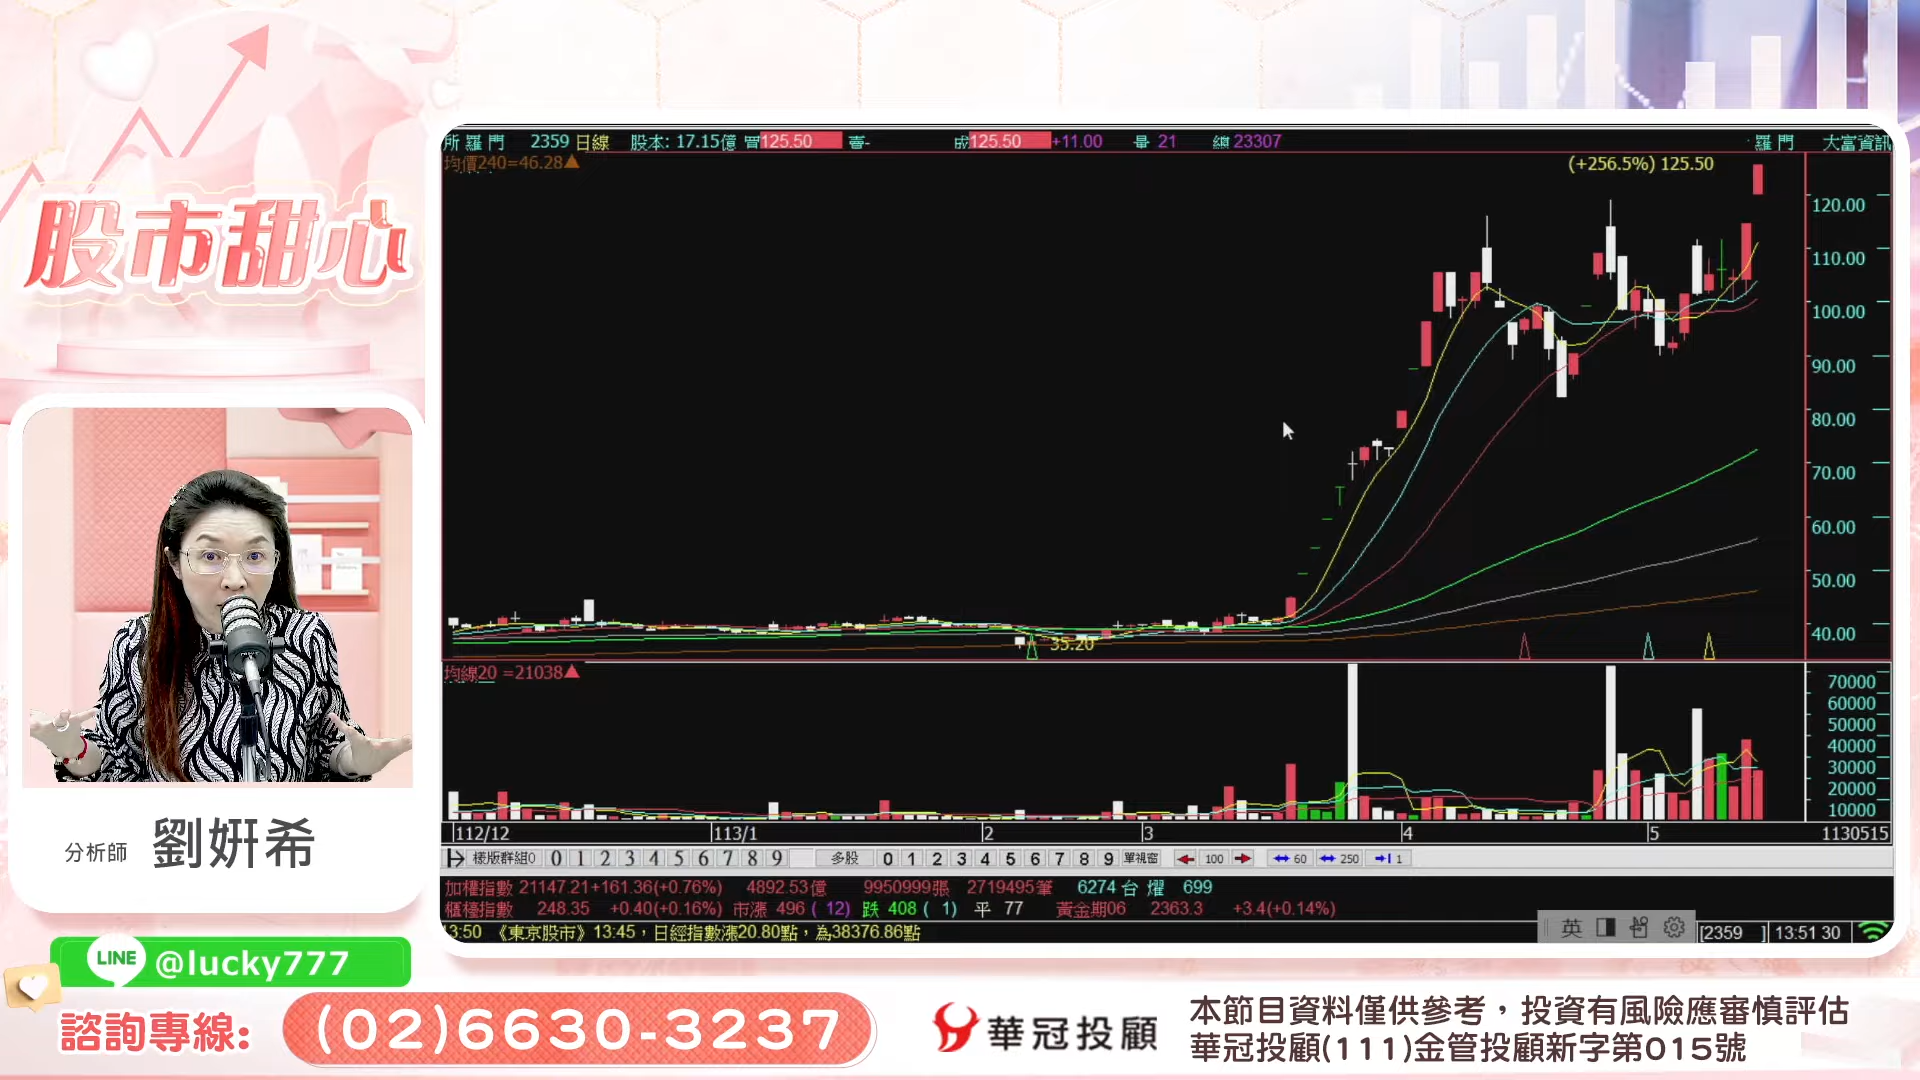 股市甜心
分析師 劉妍希
LINE @lucky777
諮詢專線: (02)6630-3237
華冠投顧
本節目資料僅供參考，投資有風險應審慎評估
華冠投顧(111)金管投顧新字第015號
所羅門 2359 日線 股本: 17.15億 買125.50 賣- 成125.50 +11.00 量 21 總 23307 羅門 大富資訊
均價240=46.28▲
(+256.5%) 125.50
120.00
110.00
100.00
90.00
80.00
70.00
60.00
50.00
40.00
35.20
均線20 =21038▲
70000
60000
50000
40000
30000
20000
10000
112/12 113/1 2 3 4 5 1130515
樣版群組0 0 1 2 3 4 5 6 7 8 9 多股 0 1 2 3 4 5 6 7 8 9 單視窗 100 60 250 1
加權指數 21147.21+161.36(+0.76%) 4892.53億 9950999張 2719495筆 6274 台 燿 699
櫃檯指數 248.35 +0.40(+0.16%) 市漲 496 ( 12) 跌 408 ( 1) 平 77 黃金期06 2363.3 +3.4(+0.14%)
13:50 《東京股市》13:45，日經指數漲20.80點，為38376.86點
英 [2359 ] 13:51 30